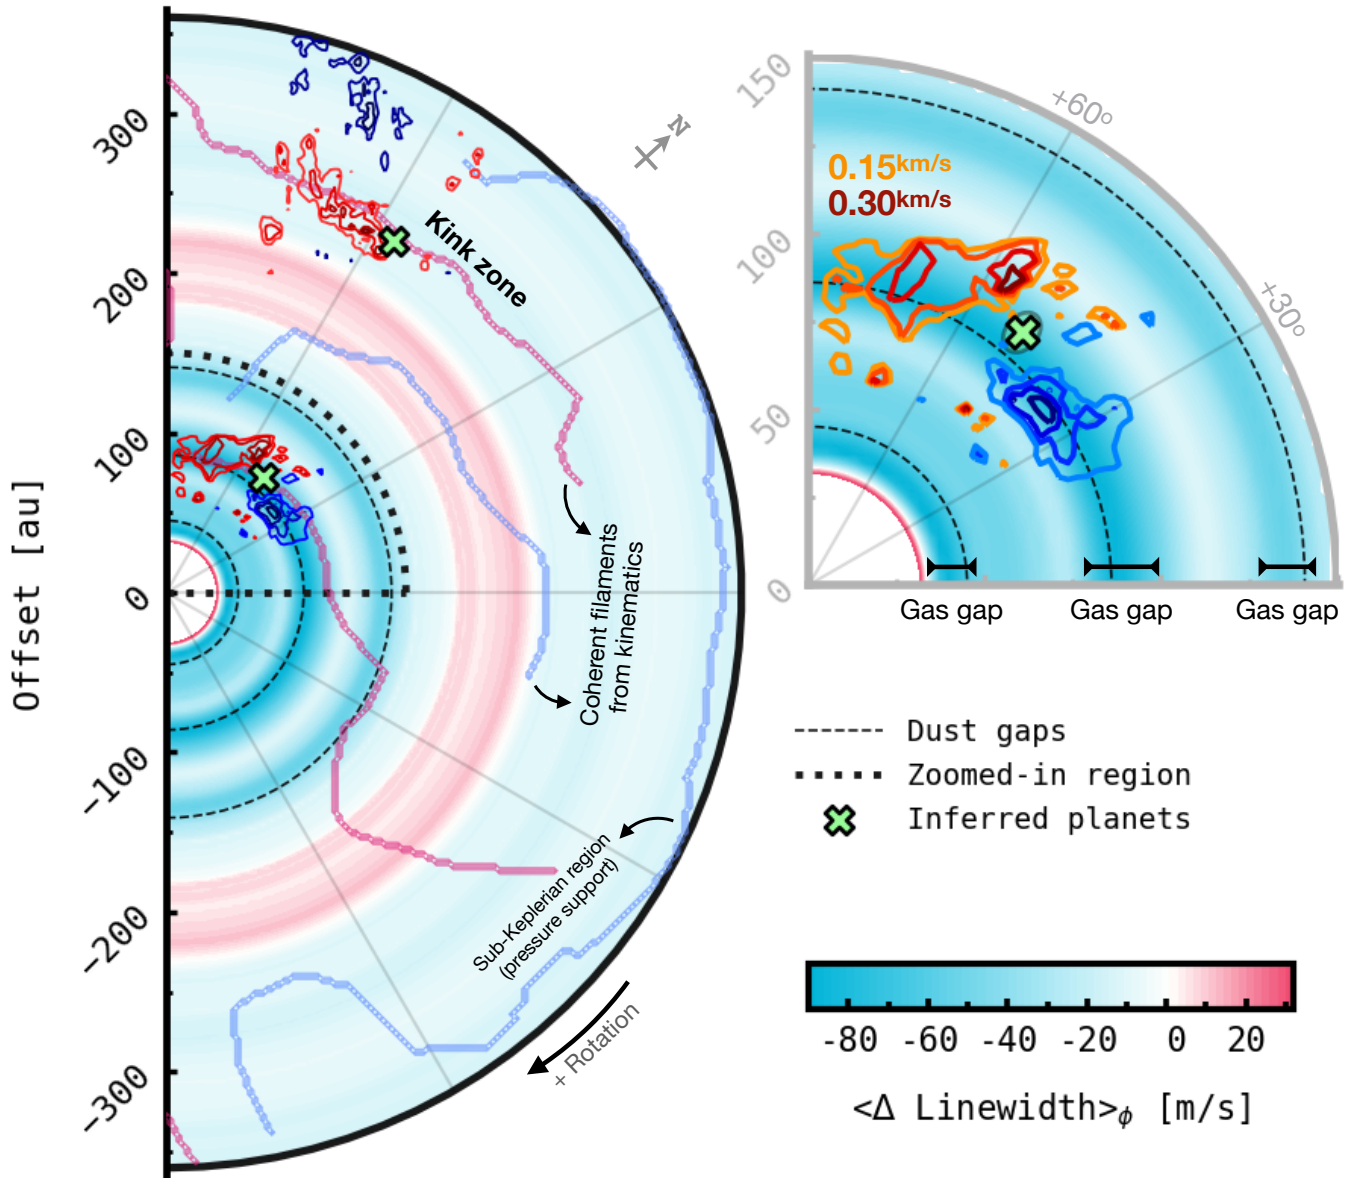 Offset [au]
300
200
100
0
-100
-200
-300
N
Kink zone
Coherent filaments
from kinematics
Sub-Keplerian region
(pressure support)
+ Rotation
150
100
50
0
+60°
+30°
0.15km/s
0.30km/s
Gas gap Gas gap Gas gap
Dust gaps
Zoomed-in region
Inferred planets
-80 -60 -40 -20 0 20
<Δ Linewidth>ϕ [m/s]